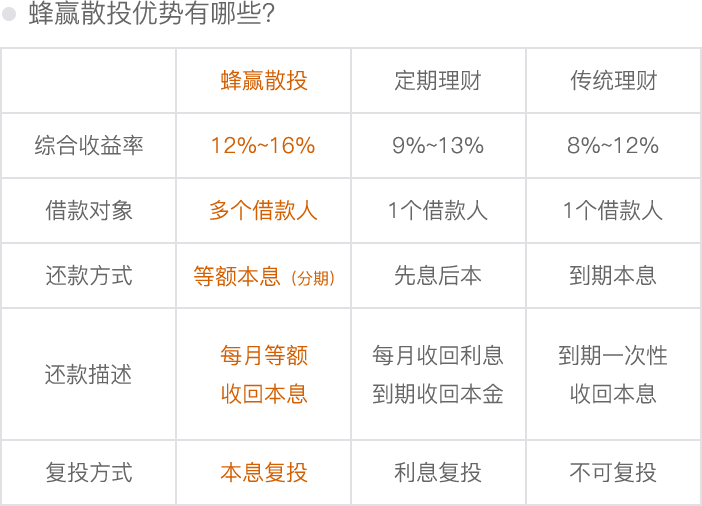 蜂赢散投优势有哪些?
蜂赢散投 定期理财 传统理财
综合收益率 12%~16% 9%~13% 8%~12%
借款对象 多个借款人 1个借款人 1个借款人
还款方式 等额本息（分期） 先息后本 到期本息
还款描述 每月等额 每月收回利息 到期一次性
收回本息 到期收回本金 收回本息
复投方式 本息复投 利息复投 不可复投